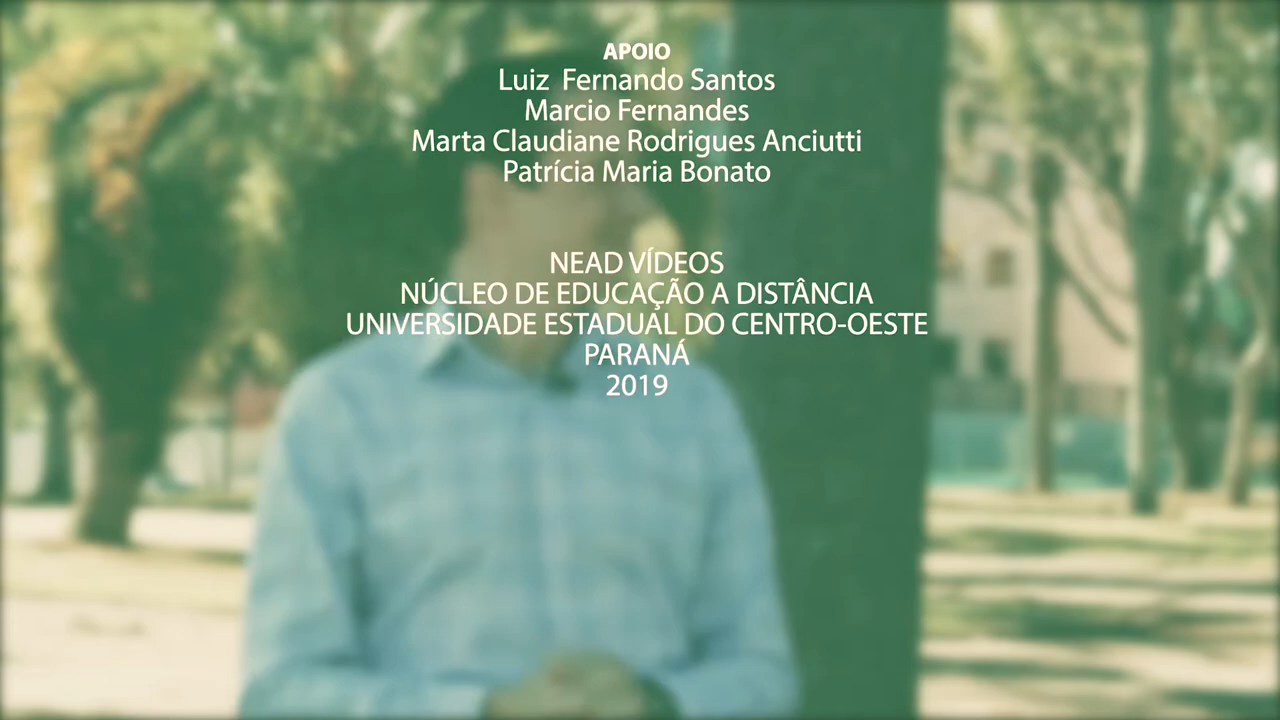 APOIO
Luiz Fernando Santos
Marcio Fernandes
Marta Claudiane Rodrigues Anciutti
Patrícia Maria Bonato
NEAD VÍDEOS
NÚCLEO DE EDUCAÇÃO A DISTÂNCIA
UNIVERSIDADE ESTADUAL DO CENTRO-OESTE
PARANÁ
2019